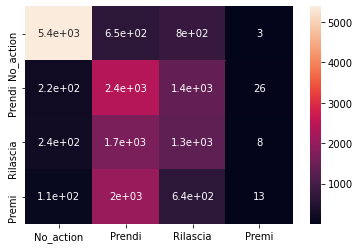 No_action 5.4e+03 6.5e+02 8e+02 3
Prendi 2.2e+02 2.4e+03 1.4e+03 26
Rilascia 2.4e+02 1.7e+03 1.3e+03 8
Premi 1.1e+02 2e+03 6.4e+02 13
No_action Prendi Rilascia Premi
5000
4000
3000
2000
1000